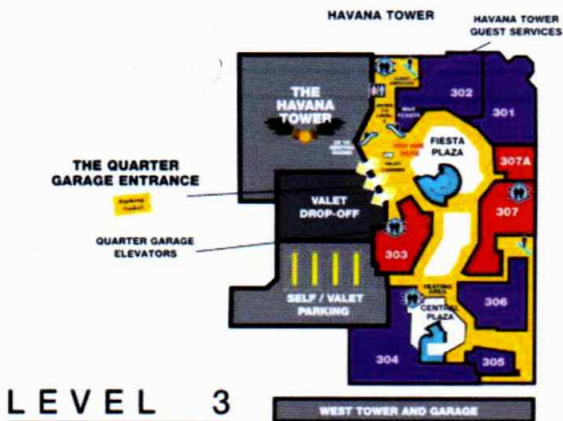 HAVANA TOWER
HAVANA TOWER
GUEST SERVICES
THE
HAVANA
TOWER
302
301
FIESTA
PLAZA
307A
THE QUARTER
GARAGE ENTRANCE
VALET
DROP-OFF
307
QUARTER GARAGE
ELEVATORS
303
SELF / VALET
PARKING
SEATING
AREA
306
CENTRAL
PLAZA
304
305
LEVEL 3
WEST TOWER AND GARAGE